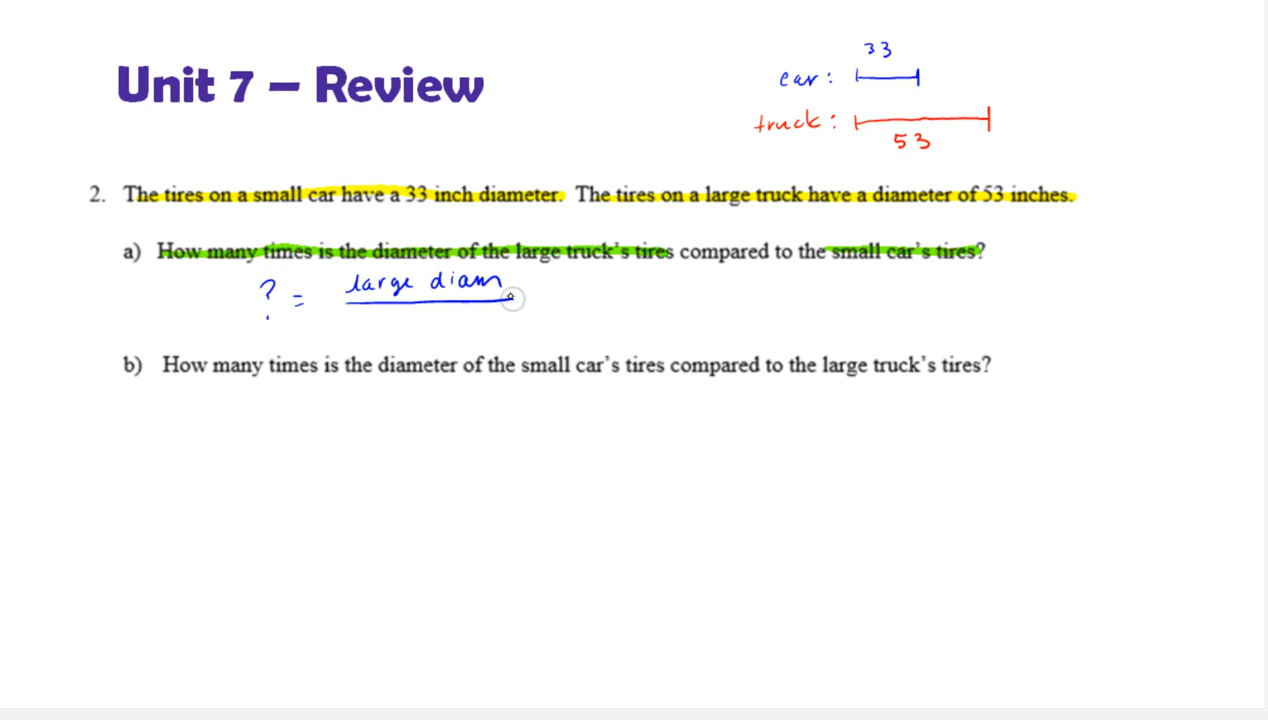 Unit 7 – Review
33
car:
truck:
53
2. The tires on a small car have a 33 inch diameter. The tires on a large truck have a diameter of 53 inches.
a) How many times is the diameter of the large truck's tires compared to the small car's tires?
? = large diam
b) How many times is the diameter of the small car's tires compared to the large truck's tires?